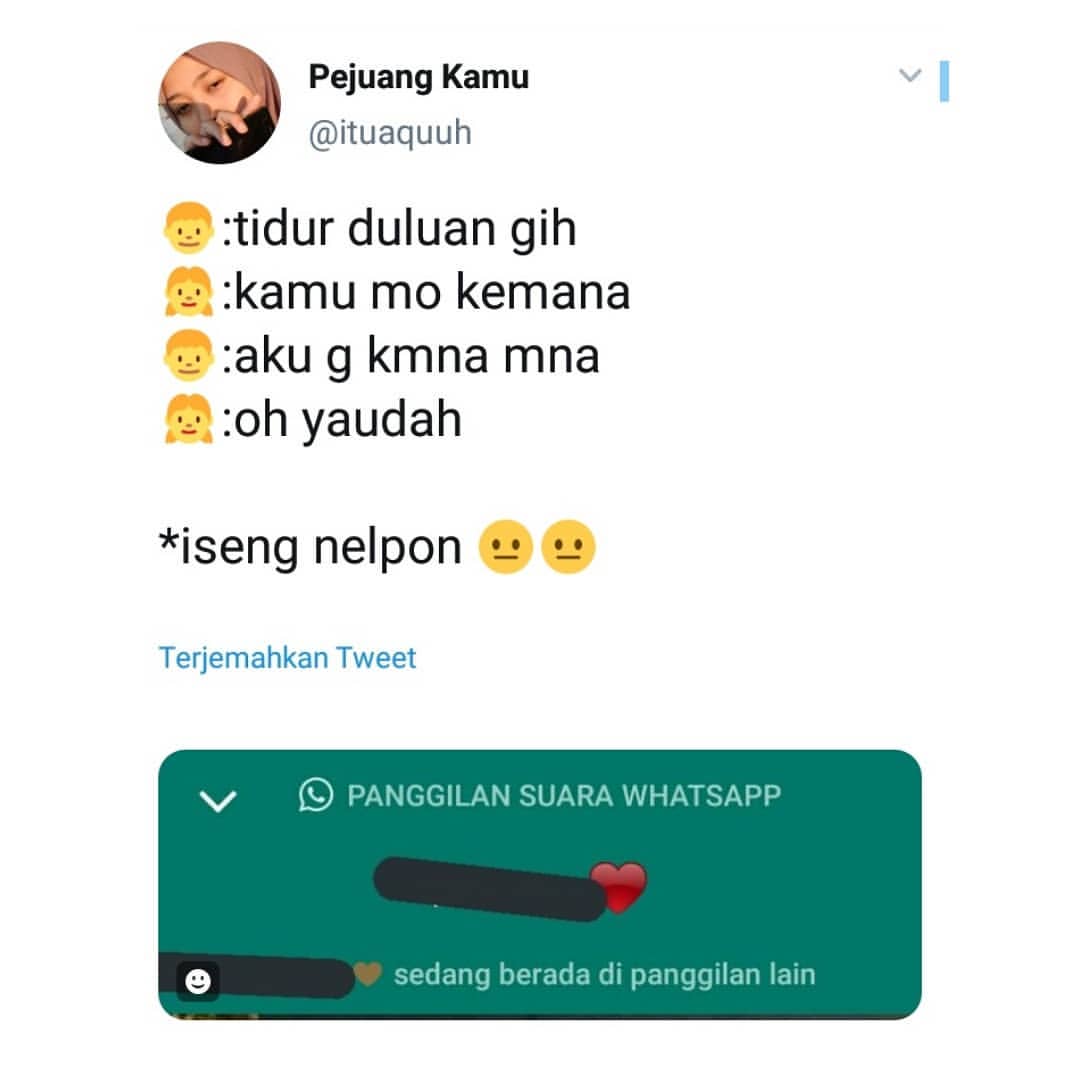 Pejuang Kamu
@ituaquuh
👦:tidur duluan gih
👧:kamu mo kemana
👦:aku g kmna mna
👧:oh yaudah
*iseng nelpon 😐😐
Terjemahkan Tweet
PANGGILAN SUARA WHATSAPP
❤
🤎 sedang berada di panggilan lain